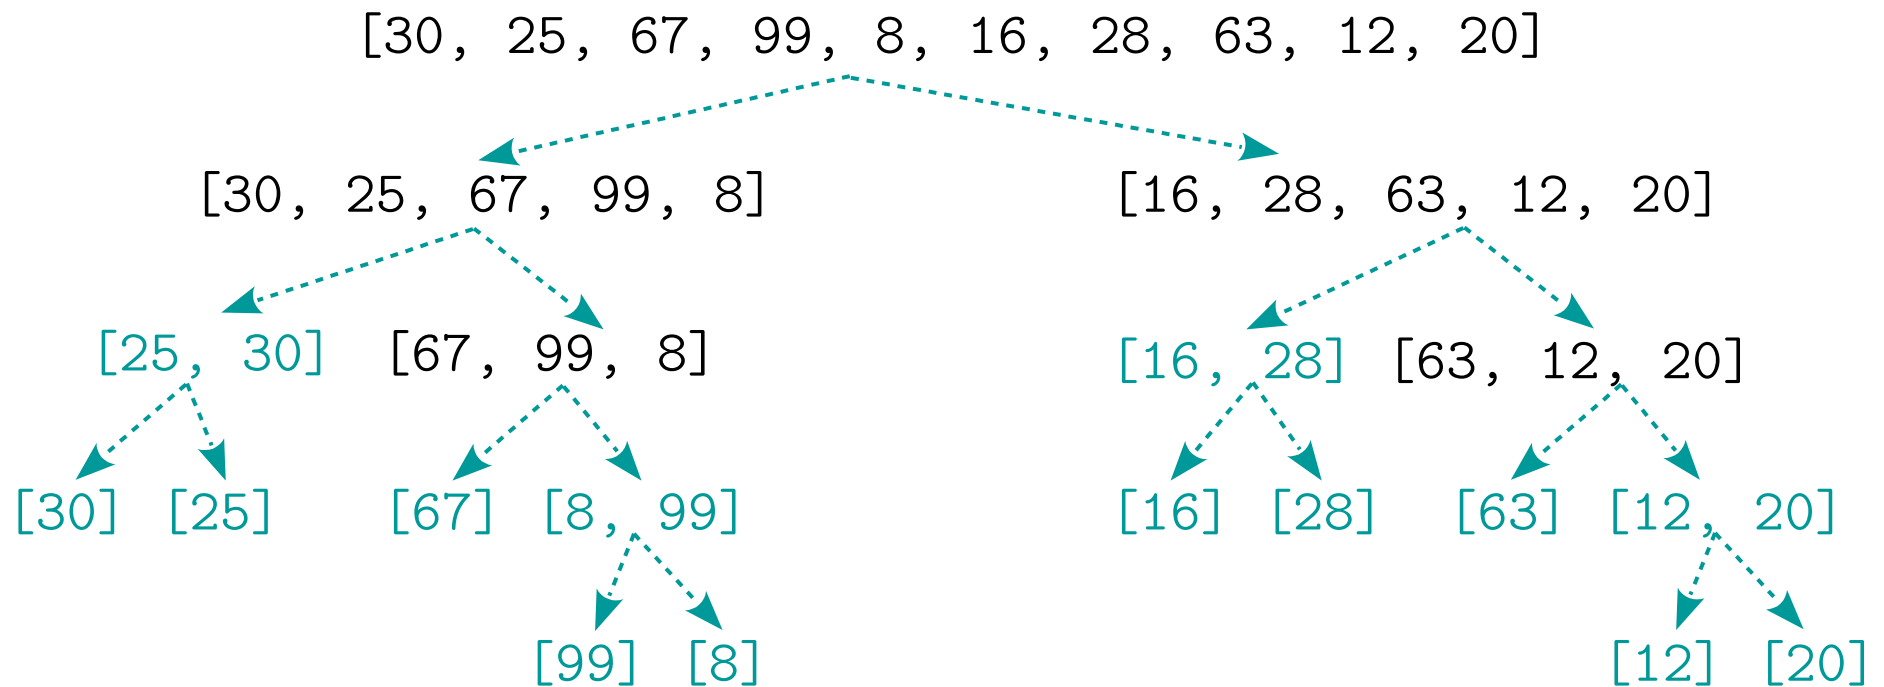 [30, 25, 67, 99, 8, 16, 28, 63, 12, 20]
[30, 25, 67, 99, 8] [16, 28, 63, 12, 20]
[25, 30] [67, 99, 8] [16, 28] [63, 12, 20]
[30] [25] [67] [8, 99] [16] [28] [63] [12, 20]
[99] [8] [12] [20]